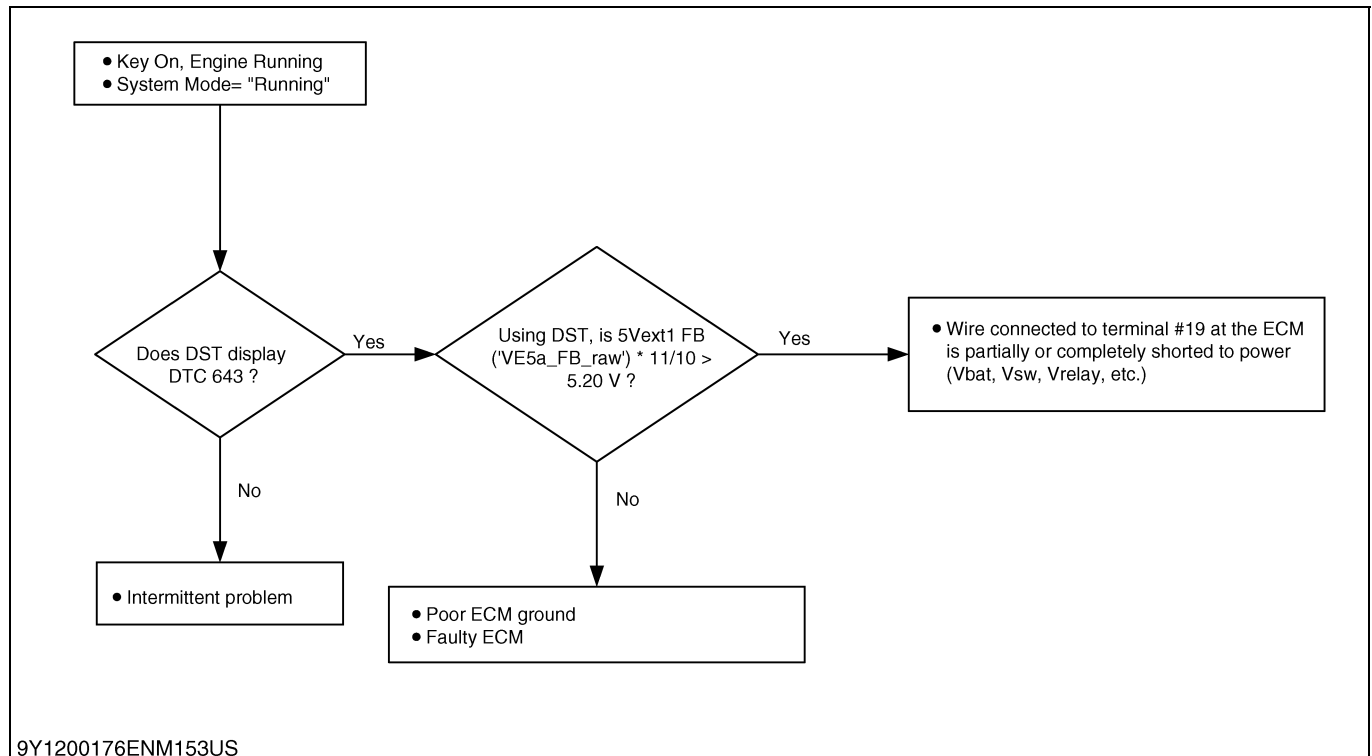 ● Key On, Engine Running
● System Mode= "Running"
Does DST display
DTC 643 ?
Yes
Using DST, is 5Vext1 FB
('VE5a_FB_raw') * 11/10 >
5.20 V ?
Yes
● Wire connected to terminal #19 at the ECM
is partially or completely shorted to power
(Vbat, Vsw, Vrelay, etc.)
No
● Intermittent problem
No
● Poor ECM ground
● Faulty ECM
9Y1200176ENM153US